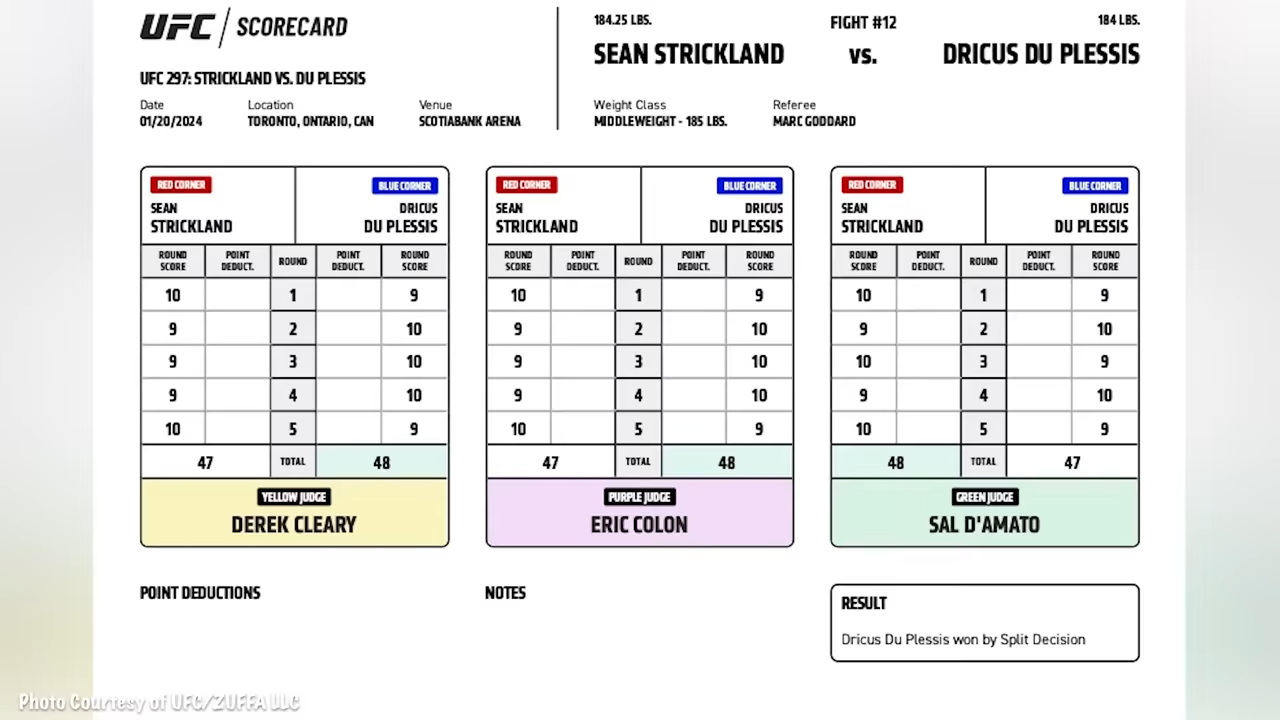 UFC / SCORECARD
UFC 297: STRICKLAND VS. DU PLESSIS
Date Location Venue
01/20/2024 TORONTO, ONTARIO, CAN SCOTIABANK ARENA
184.25 LBS. FIGHT #12 184 LBS.
SEAN STRICKLAND vs. DRICUS DU PLESSIS
Weight Class Referee
MIDDLEWEIGHT - 185 LBS. MARC GODDARD
RED CORNER BLUE CORNER
SEAN DRICUS
STRICKLAND DU PLESSIS
ROUND POINT ROUND POINT ROUND
SCORE DEDUCT. DEDUCT. SCORE
10 1 9
9 2 10
9 3 10
9 4 10
10 5 9
47 TOTAL 48
YELLOW JUDGE
DEREK CLEARY
RED CORNER BLUE CORNER
SEAN DRICUS
STRICKLAND DU PLESSIS
ROUND POINT ROUND POINT ROUND
SCORE DEDUCT. DEDUCT. SCORE
10 1 9
9 2 10
9 3 10
9 4 10
10 5 9
47 TOTAL 48
PURPLE JUDGE
ERIC COLON
RED CORNER BLUE CORNER
SEAN DRICUS
STRICKLAND DU PLESSIS
ROUND POINT ROUND POINT ROUND
SCORE DEDUCT. DEDUCT. SCORE
10 1 9
9 2 10
10 3 9
9 4 10
10 5 9
48 TOTAL 47
GREEN JUDGE
SAL D'AMATO
POINT DEDUCTIONS
NOTES
RESULT
Dricus Du Plessis won by Split Decision
Photo Courtesy of UFC/ZUFFA LLC